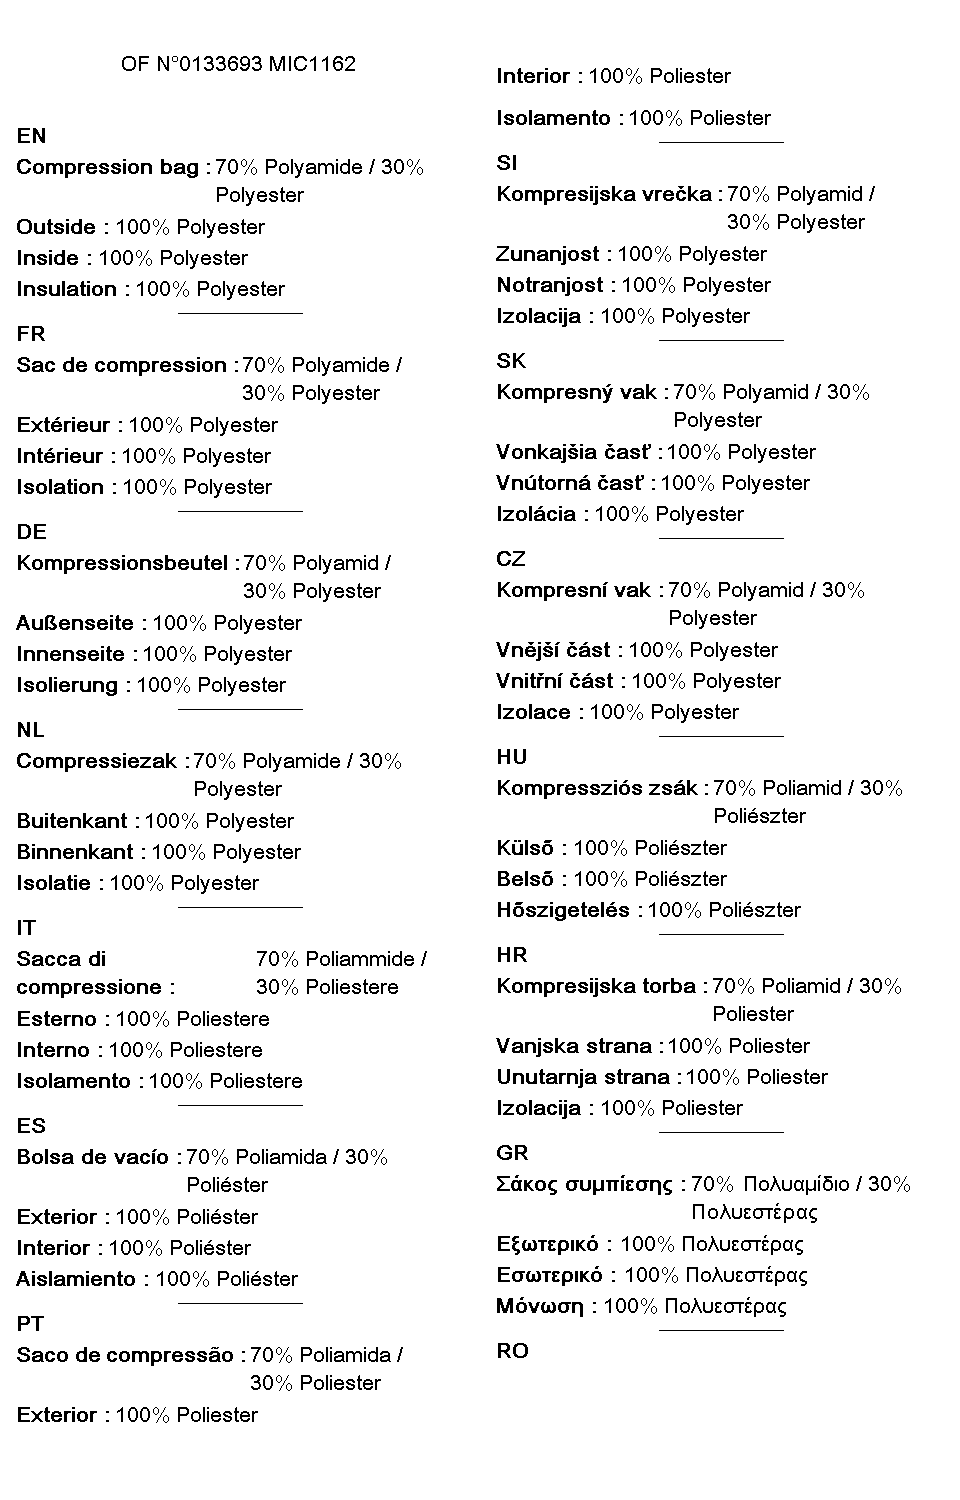 OF N°0133693 MIC1162
EN
Compression bag : 70% Polyamide / 30%
Polyester
Outside : 100% Polyester
Inside : 100% Polyester
Insulation : 100% Polyester
FR
Sac de compression : 70% Polyamide /
30% Polyester
Extérieur : 100% Polyester
Intérieur : 100% Polyester
Isolation : 100% Polyester
DE
Kompressionsbeutel : 70% Polyamid /
30% Polyester
Außenseite : 100% Polyester
Innenseite : 100% Polyester
Isolierung : 100% Polyester
NL
Compressiezak : 70% Polyamide / 30%
Polyester
Buitenkant : 100% Polyester
Binnenkant : 100% Polyester
Isolatie : 100% Polyester
IT
Sacca di 70% Poliammide /
compressione : 30% Poliestere
Esterno : 100% Poliestere
Interno : 100% Poliestere
Isolamento : 100% Poliestere
ES
Bolsa de vacío : 70% Poliamida / 30%
Poliéster
Exterior : 100% Poliéster
Interior : 100% Poliéster
Aislamiento : 100% Poliéster
PT
Saco de compressão : 70% Poliamida /
30% Poliester
Exterior : 100% Poliester
Interior : 100% Poliester
Isolamento : 100% Poliester
SI
Kompresijska vrečka : 70% Polyamid /
30% Polyester
Zunanjost : 100% Polyester
Notranjost : 100% Polyester
Izolacija : 100% Polyester
SK
Kompresný vak : 70% Polyamid / 30%
Polyester
Vonkajšia časť : 100% Polyester
Vnútorná časť : 100% Polyester
Izolácia : 100% Polyester
CZ
Kompresní vak : 70% Polyamid / 30%
Polyester
Vnější část : 100% Polyester
Vnitřní část : 100% Polyester
Izolace : 100% Polyester
HU
Kompressziós zsák : 70% Poliamid / 30%
Poliészter
Külsõ : 100% Poliészter
Belsõ : 100% Poliészter
Hõszigetelés : 100% Poliészter
HR
Kompresijska torba : 70% Poliamid / 30%
Poliester
Vanjska strana : 100% Poliester
Unutarnja strana : 100% Poliester
Izolacija : 100% Poliester
GR
Σάκος συμπίεσης : 70% Πολυαμίδιο / 30%
Πολυεστέρας
Εξωτερικό : 100% Πολυεστέρας
Εσωτερικό : 100% Πολυεστέρας
Μόνωση : 100% Πολυεστέρας
RO